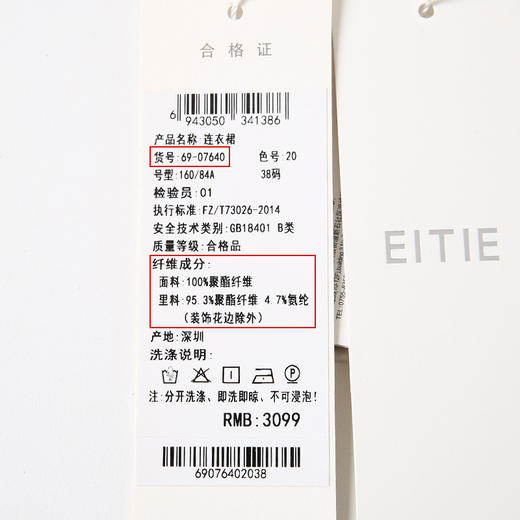 合格证
6 943050 341386
产品名称:连衣裙
货号:69-07640 色号:20
号型:160/84A 38码
检验员:01
执行标准:FZ/T73026-2014
安全技术类别:GB18401 B类
质量等级:合格品
纤维成分:
面料:100%聚酯纤维
里料:95.3%聚酯纤维 4.7%氨纶
(装饰花边除外)
产地:深圳
洗涤说明:
P
注:分开洗涤、即洗即晾、不可浸泡!
RMB:3099
69076402038
EITIE